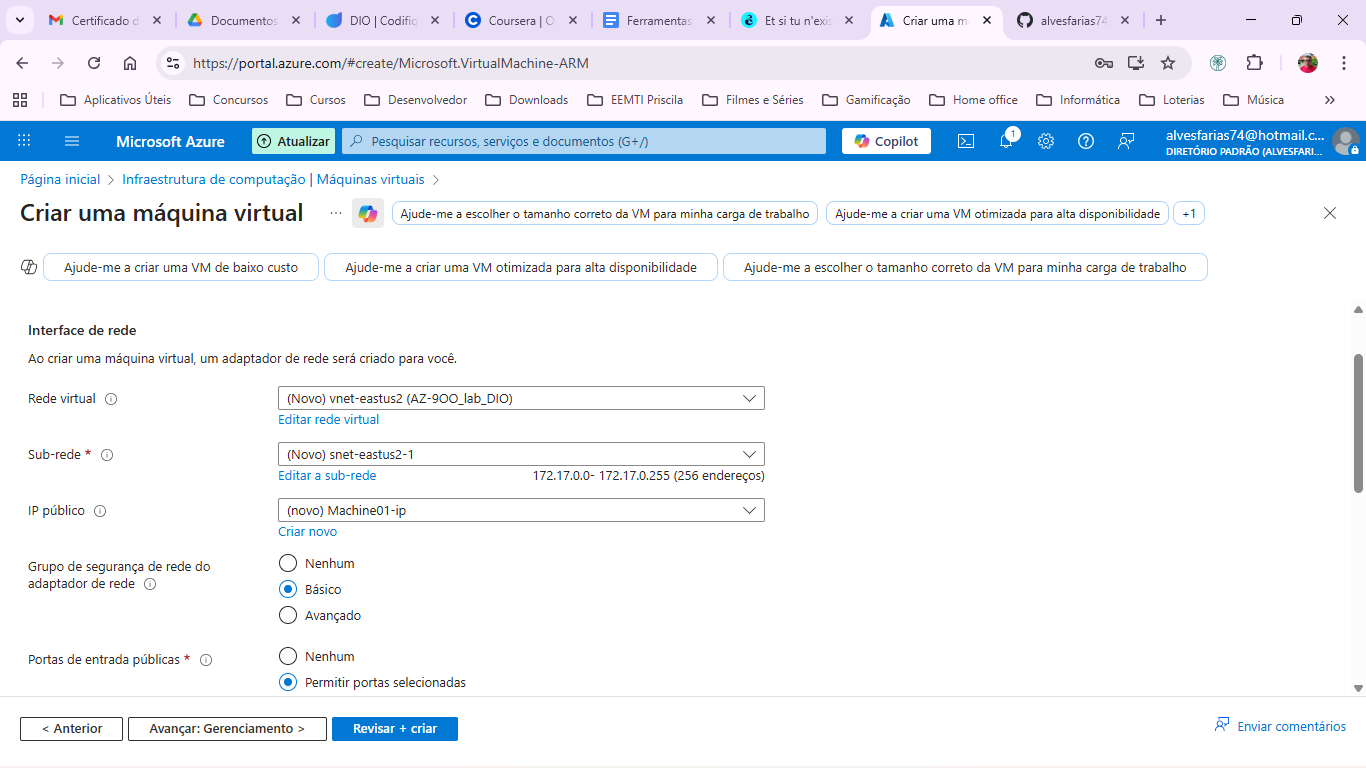 Certificado d
Documentos
DIO | Codifiq
Coursera | O
Ferramentas
Et si tu n'exis
Criar uma m
alvesfarias74
https://portal.azure.com/#create/Microsoft.VirtualMachine-ARM
Aplicativos Úteis
Concursos
Cursos
Desenvolvedor
Downloads
EEMTI Priscila
Filmes e Séries
Gamificação
Home office
Informática
Loterias
Música
Microsoft Azure
Atualizar
Pesquisar recursos, serviços e documentos (G+/)
Copilot
1
alvesfarias74@hotmail.c...
DIRETÓRIO PADRÃO (ALVESFARI...
Página inicial > Infraestrutura de computação | Máquinas virtuais >
Criar uma máquina virtual ...
Ajude-me a escolher o tamanho correto da VM para minha carga de trabalho
Ajude-me a criar uma VM otimizada para alta disponibilidade
+1
Ajude-me a criar uma VM de baixo custo
Ajude-me a criar uma VM otimizada para alta disponibilidade
Ajude-me a escolher o tamanho correto da VM para minha carga de trabalho
Interface de rede
Ao criar uma máquina virtual, um adaptador de rede será criado para você.
Rede virtual
(Novo) vnet-eastus2 (AZ-9OO_lab_DIO)
Editar rede virtual
Sub-rede *
(Novo) snet-eastus2-1
Editar a sub-rede
172.17.0.0- 172.17.0.255 (256 endereços)
IP público
(novo) Machine01-ip
Criar novo
Grupo de segurança de rede do
adaptador de rede
Nenhum
Básico
Avançado
Portas de entrada públicas *
Nenhum
Permitir portas selecionadas
< Anterior
Avançar: Gerenciamento >
Revisar + criar
Enviar comentários